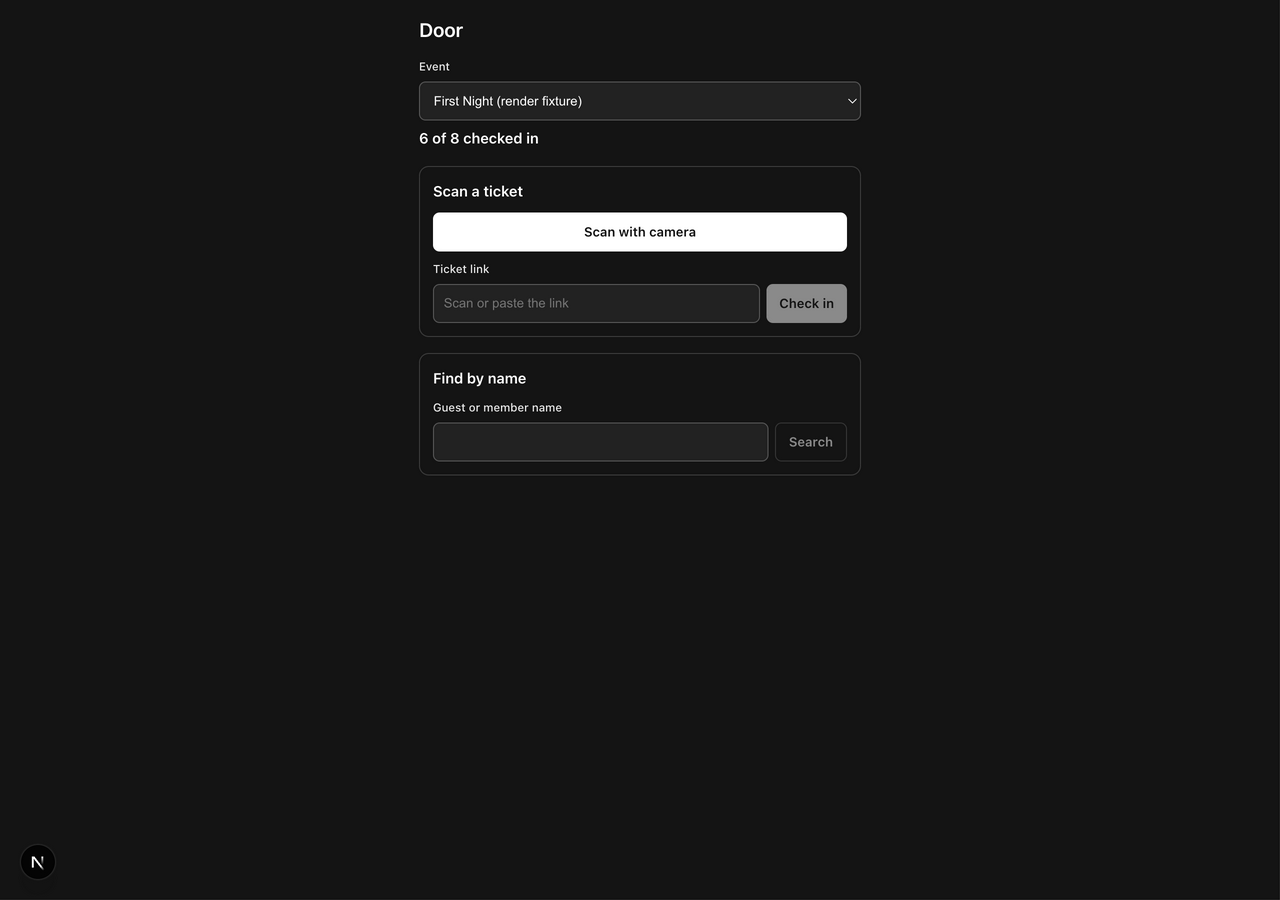 Door
Event
First Night (render fixture)
6 of 8 checked in
Scan a ticket
Scan with camera
Ticket link
Scan or paste the link
Check in
Find by name
Guest or member name
Search
N